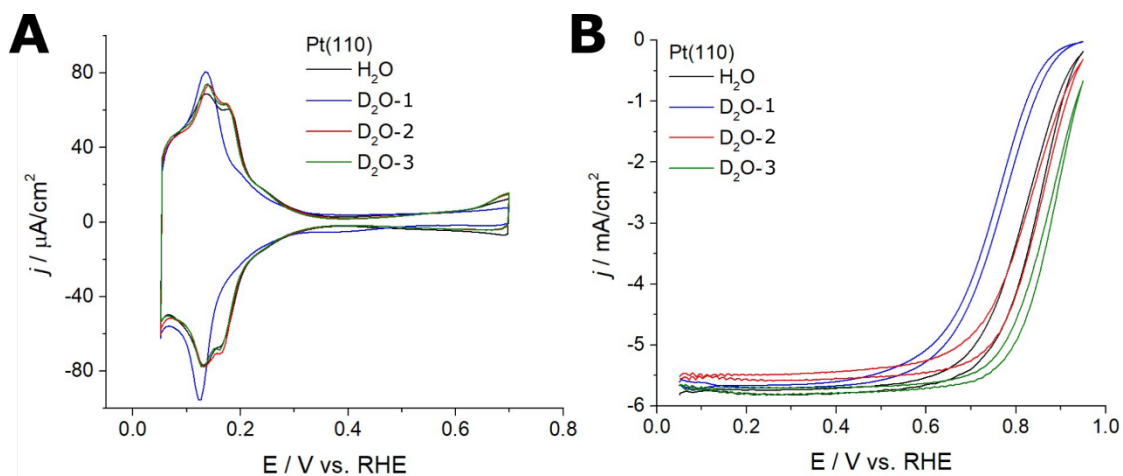 A
Pt(110)
H₂O
D₂O-1
D₂O-2
D₂O-3
80
40
0
-40
-80
j / µA/cm²
0.0 0.2 0.4 0.6 0.8
E / V vs. RHE
B
Pt(110)
H₂O
D₂O-1
D₂O-2
D₂O-3
0
-1
-2
-3
-4
-5
-6
j / mA/cm²
0.0 0.2 0.4 0.6 0.8 1.0
E / V vs. RHE